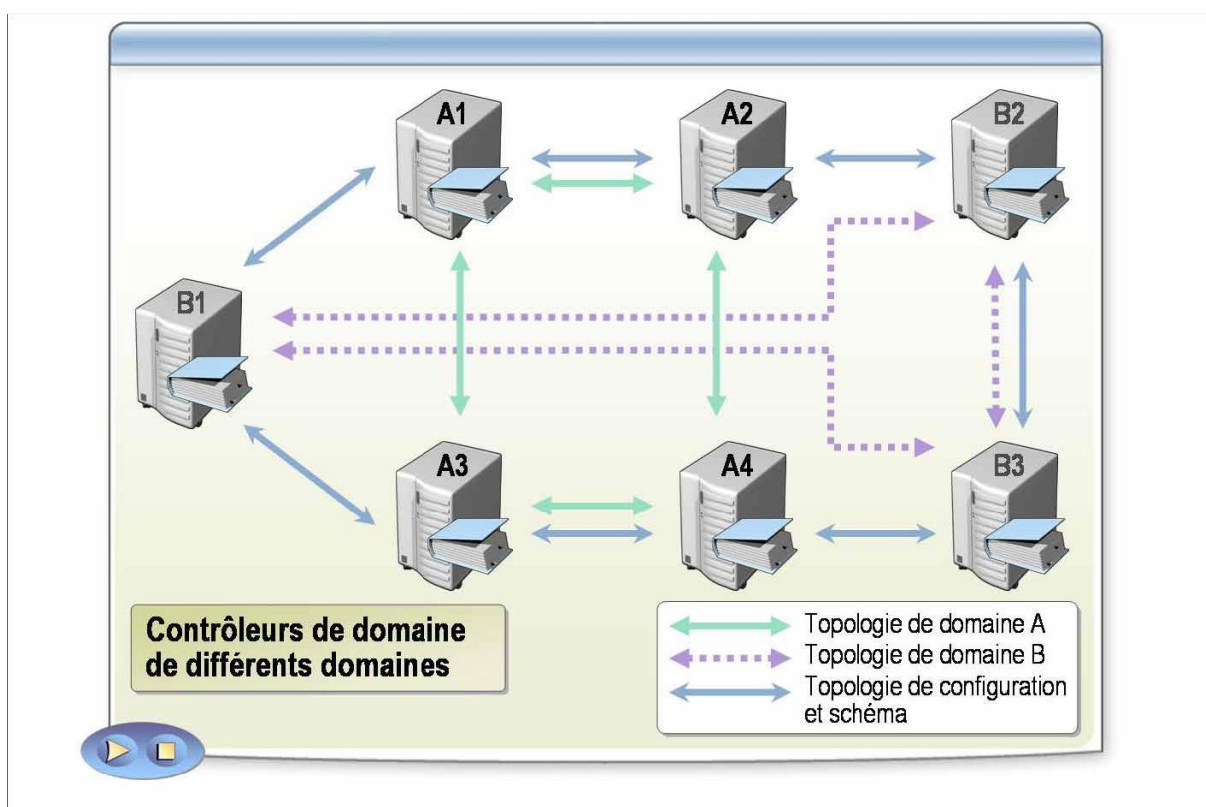 A1
A2
B2
B1
A3
A4
B3
Contrôleurs de domaine
de différents domaines
Topologie de domaine A
Topologie de domaine B
Topologie de configuration
et schéma